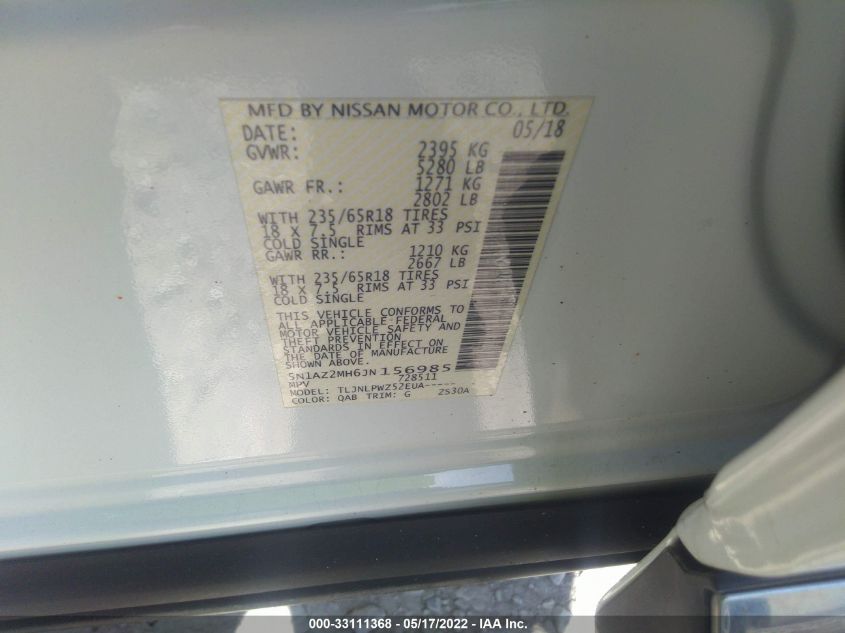 MFD BY NISSAN MOTOR CO., LTD.
DATE: 05/18
GVWR: 2395 KG
5280 LB
GAWR FR.: 1271 KG
2802 LB
WITH 235/65R18 TIRES
18 X 7.5 RIMS AT 33 PSI
COLD SINGLE
GAWR RR.: 1210 KG
2667 LB
WITH 235/65R18 TIRES
18 X 7.5 RIMS AT 33 PSI
COLD SINGLE
THIS VEHICLE CONFORMS TO
ALL APPLICABLE FEDERAL
MOTOR VEHICLE SAFETY AND
THEFT PREVENTION
STANDARDS IN EFFECT ON
THE DATE OF MANUFACTURE
5N1AZ2MH6JN156985
MPV 728511
MODEL: TLJNLPWZ52EUA-----
COLOR: QAB TRIM: G 2S30A
000-33111368 - 05/17/2022 - IAA Inc.